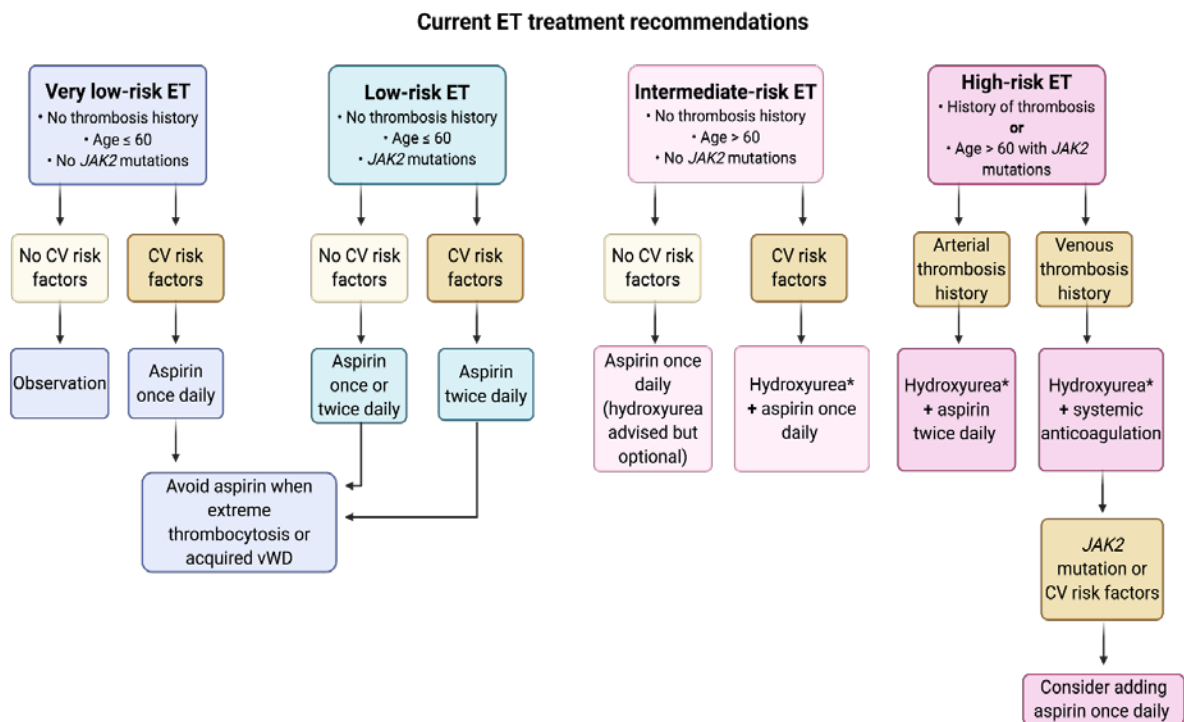 Current ET treatment recommendations
Very low-risk ET
• No thrombosis history
• Age ≤ 60
• No JAK2 mutations
Low-risk ET
• No thrombosis history
• Age ≤ 60
• JAK2 mutations
Intermediate-risk ET
• No thrombosis history
• Age > 60
• No JAK2 mutations
High-risk ET
• History of thrombosis
or
• Age > 60 with JAK2
mutations
No CV risk
factors
CV risk
factors
No CV risk
factors
CV risk
factors
No CV risk
factors
CV risk
factors
Arterial
thrombosis
history
Venous
thrombosis
history
Observation
Aspirin
once daily
Aspirin
once or
twice daily
Aspirin
twice daily
Aspirin once
daily
(hydroxyurea
advised but
optional)
Hydroxyurea*
+ aspirin once
daily
Hydroxyurea*
+ aspirin
twice daily
Hydroxyurea*
+ systemic
anticoagulation
Avoid aspirin when
extreme
thrombocytosis or
acquired vWD
JAK2
mutation or
CV risk factors
Consider adding
aspirin once daily